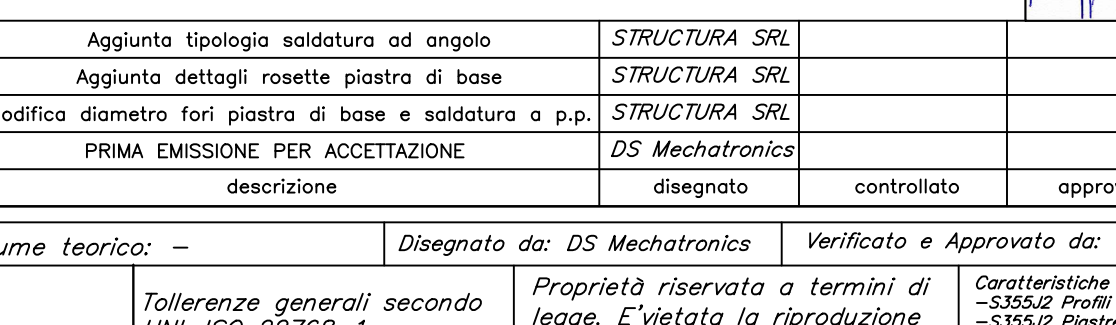 Aggiunta tipologia saldatura ad angolo STRUCTURA SRL
Aggiunta dettagli rosette piastra di base STRUCTURA SRL
diametro fori piastra di base e saldatura a p.p. STRUCTURA SRL
PRIMA EMISSIONE PER ACCETTAZIONE DS Mechatronics
descrizione disegnato controllato
teorico: – Disegnato da: DS Mechatronics Verificato e Approvato da:
Tollerenze generali secondo
Proprietà riservata a termini di
legge. E'vietata la riproduzione
Caratteristiche
–S355J2 Profili
–S355J2 Piastre